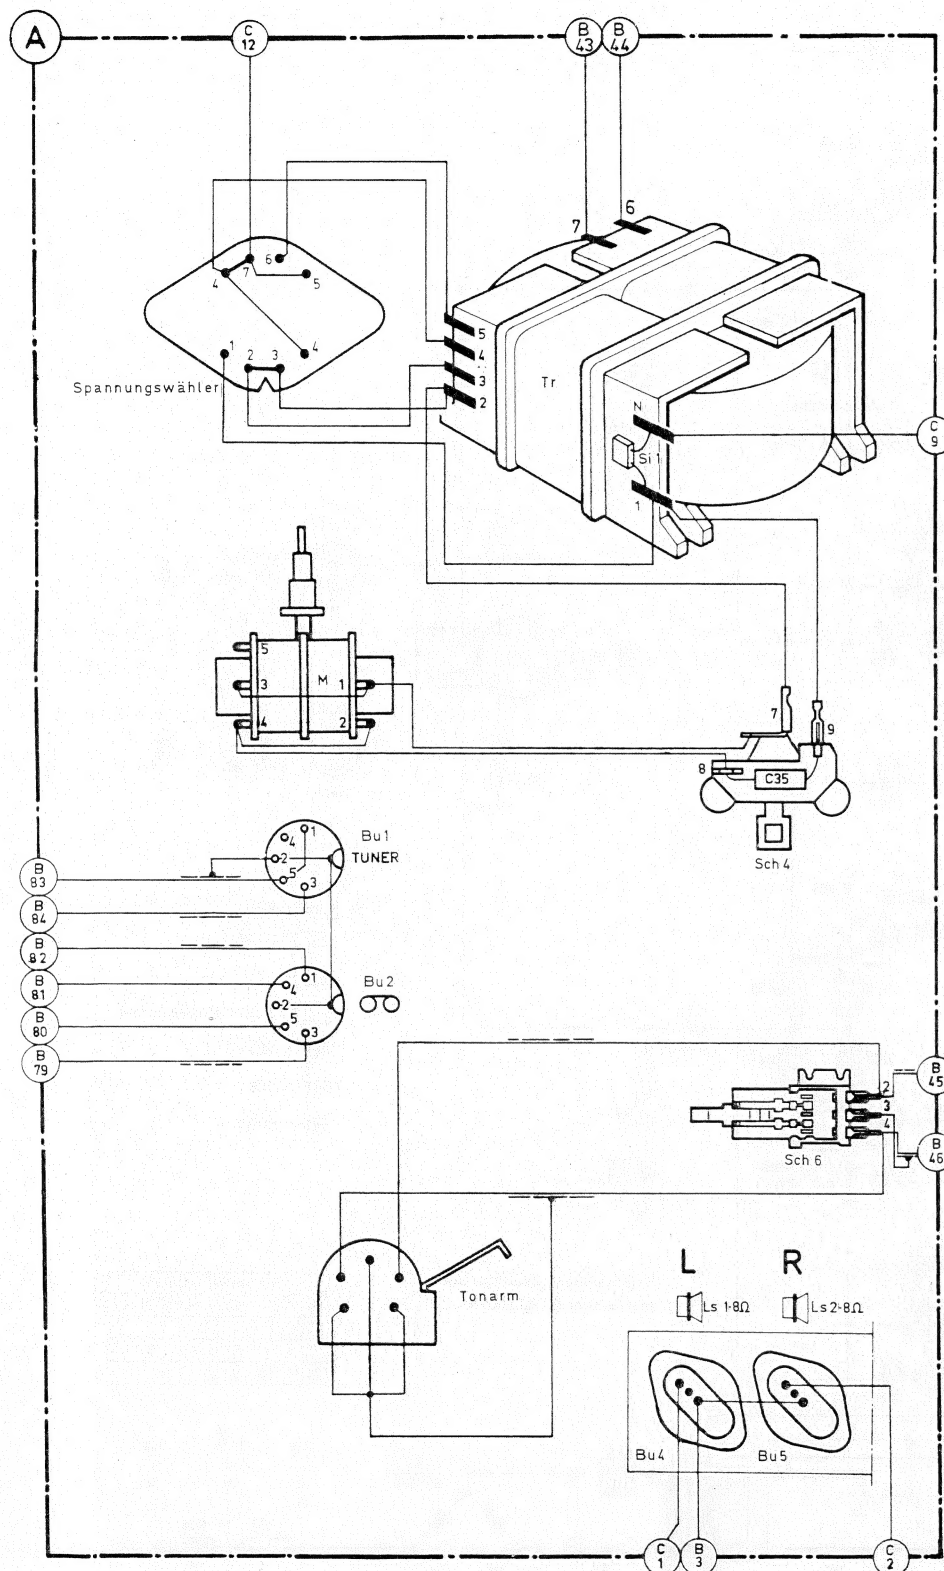 A
C 12
B 43
B 44
7
6
4
7
6
5
1
2
3
4
Spannungswähler
5
4
3
2
Tr
N
Si 1
1
C 9
5
3
M
1
4
2
7
9
8
C35
Sch 4
B 83
B 84
B 82
B 81
B 80
B 79
1
4
2
5
3
Bu1
TUNER
1
4
2
5
3
Bu2
2
3
4
Sch 6
B 45
B 46
Tonarm
L
R
Ls 1-8Ω
Ls 2-8Ω
Bu4
Bu5
C 1
B 3
C 2